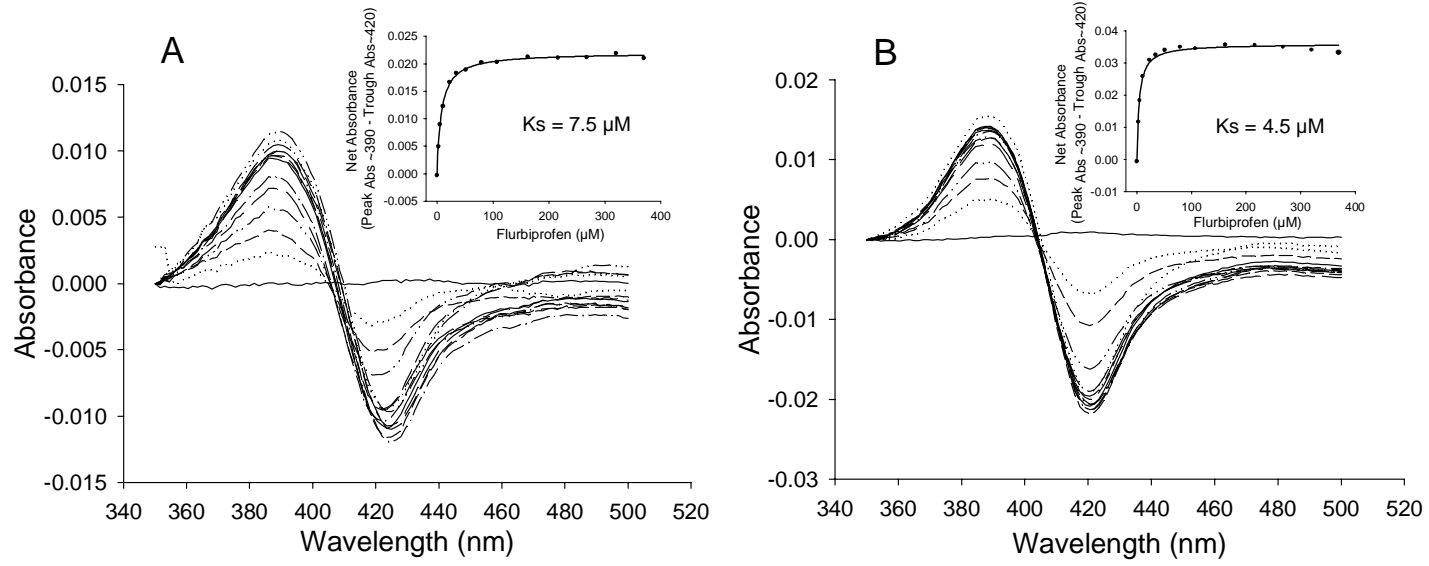 A
0.015
0.010
0.005
0.000
-0.005
-0.010
-0.015
Absorbance
340 360 380 400 420 440 460 480 500 520
Wavelength (nm)
Net Absorbance
(Peak Abs ~390 - Trough Abs~420)
0.025
0.020
0.015
0.010
0.005
0.000
-0.005
Ks = 7.5 µM
0 100 200 300 400
Flurbiprofen (µM)
B
0.02
0.01
0.00
-0.01
-0.02
-0.03
Absorbance
340 360 380 400 420 440 460 480 500 520
Wavelength (nm)
Net Absorbance
(Peak Abs ~390 - Trough Abs~420)
0.04
0.03
0.02
0.01
0.00
-0.01
Ks = 4.5 µM
0 100 200 300 400
Flurbiprofen (µM)